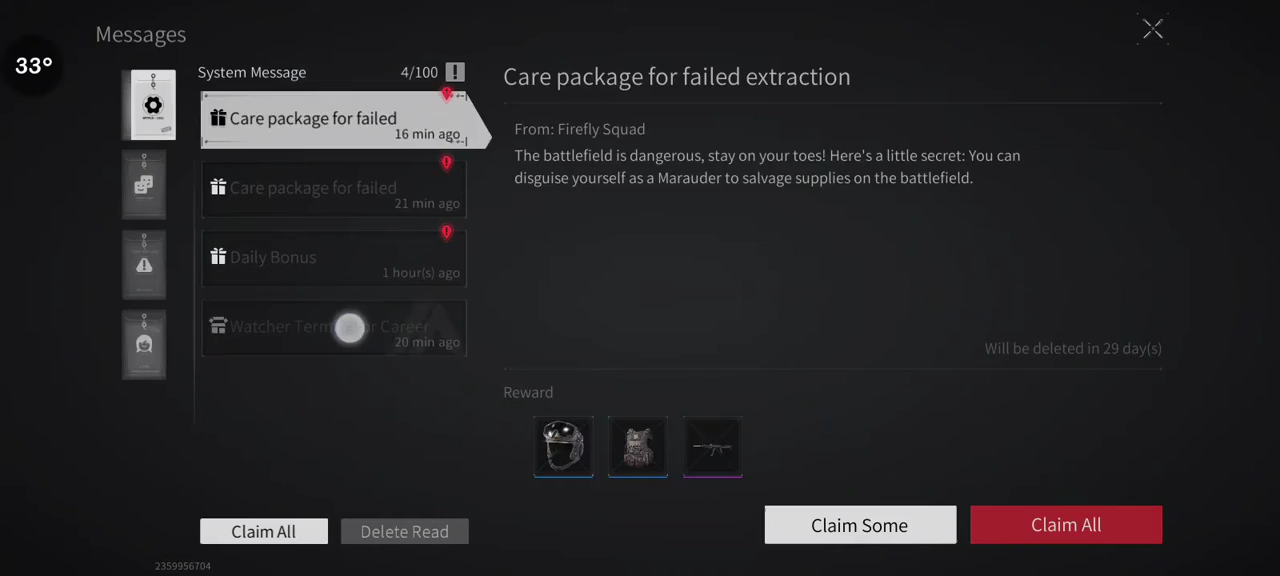 Messages
33°
System Message 4/100
Care package for failed
16 min ago
Care package for failed
21 min ago
Daily Bonus
1 hour(s) ago
Career
20 min ago
Claim All
Delete Read
2359956704
Care package for failed extraction
From: Firefly Squad
The battlefield is dangerous, stay on your toes! Here's a little secret: You can
disguise yourself as a Marauder to salvage supplies on the battlefield.
Will be deleted in 29 day(s)
Reward
Claim Some
Claim All